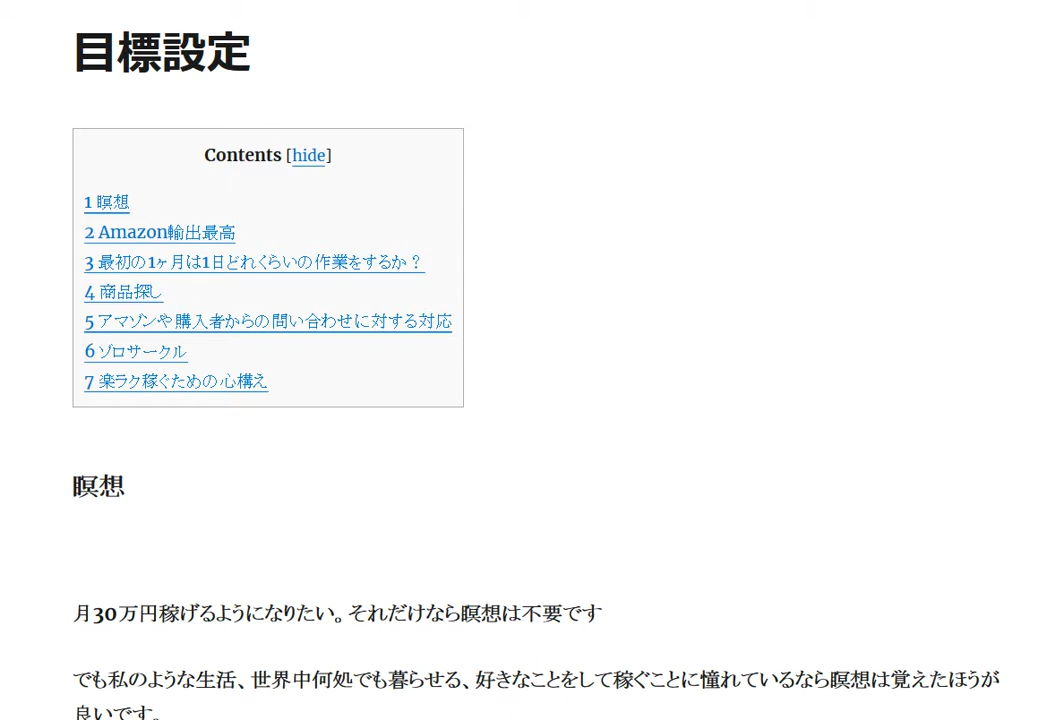 目標設定
Contents [hide]
1 瞑想
2 Amazon輸出最高
3 最初の1ヶ月は1日どれくらいの作業をするか？
4 商品探し
5 アマゾンや購入者からの問い合わせに対する対応
6 ゾロサークル
7 楽ラク稼ぐための心構え
瞑想
月30万円稼げるようになりたい。それだけなら瞑想は不要です
でも私のような生活、世界中何処でも暮らせる、好きなことをして稼ぐことに憧れているなら瞑想は覚えたほうが
良いです。